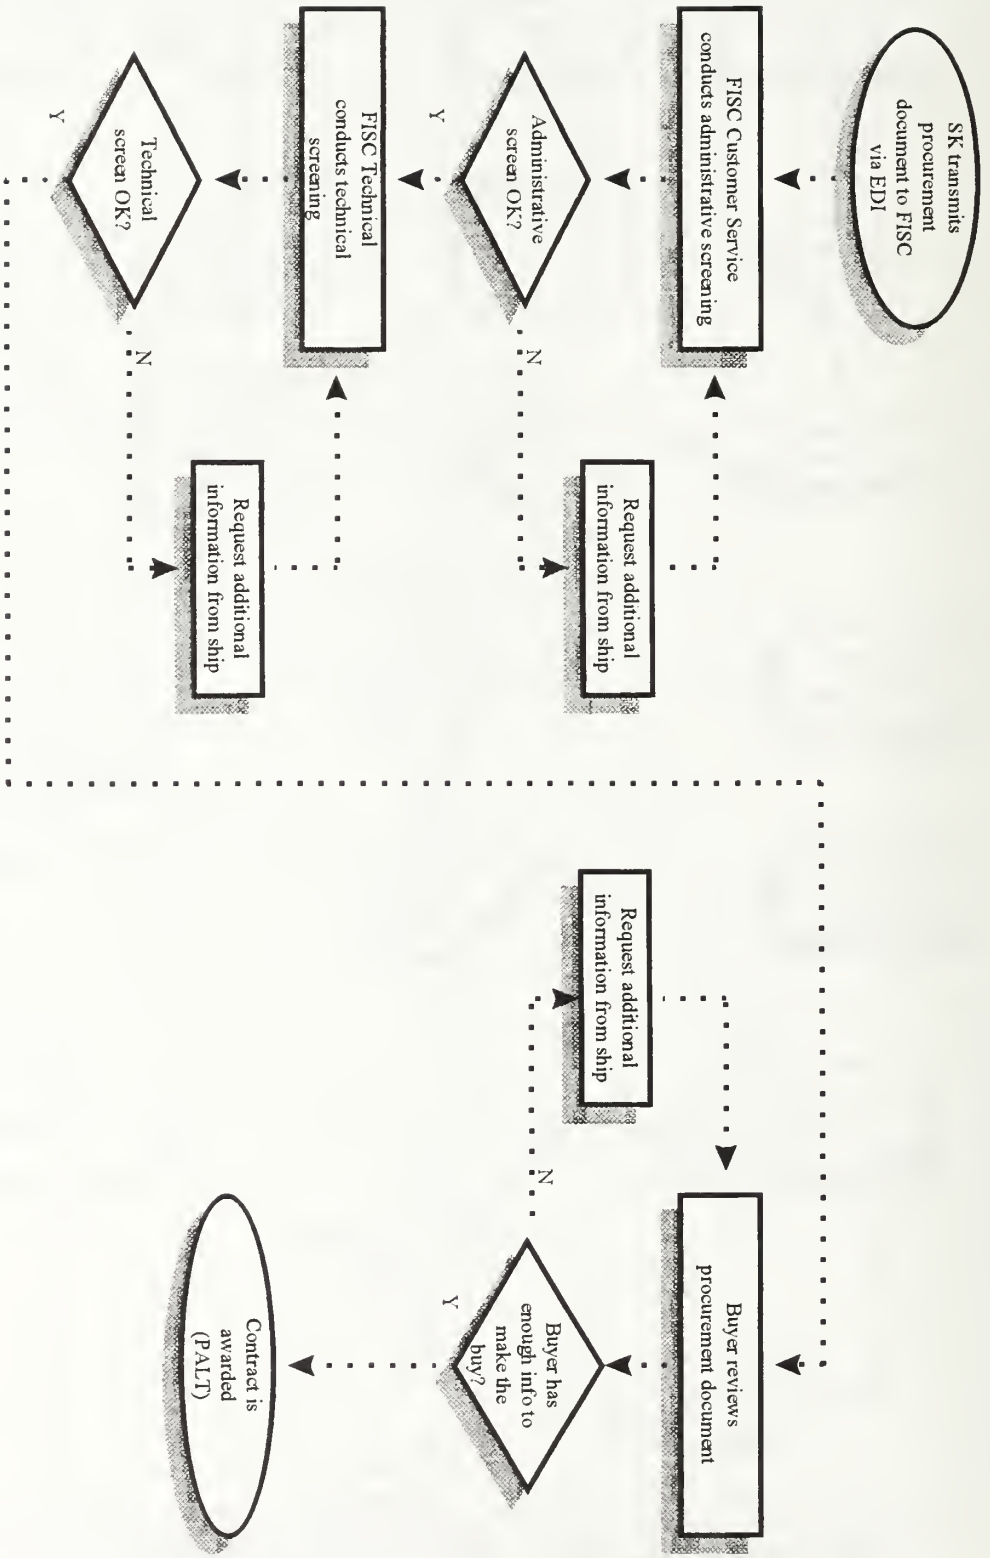 SK transmits
procurement
document to FISC
via EDI
FISC Customer Service
conducts administrative screening
Administrative
screen OK?
N
Request additional
information from ship
Y
FISC Technical
conducts technical
screening
Technical
screen OK?
N
Request additional
information from ship
Y
Buyer reviews
procurement document
Buyer has
enough info to
make the
buy?
N
Request additional
information from ship
Y
Contract is
awarded
(PALT)